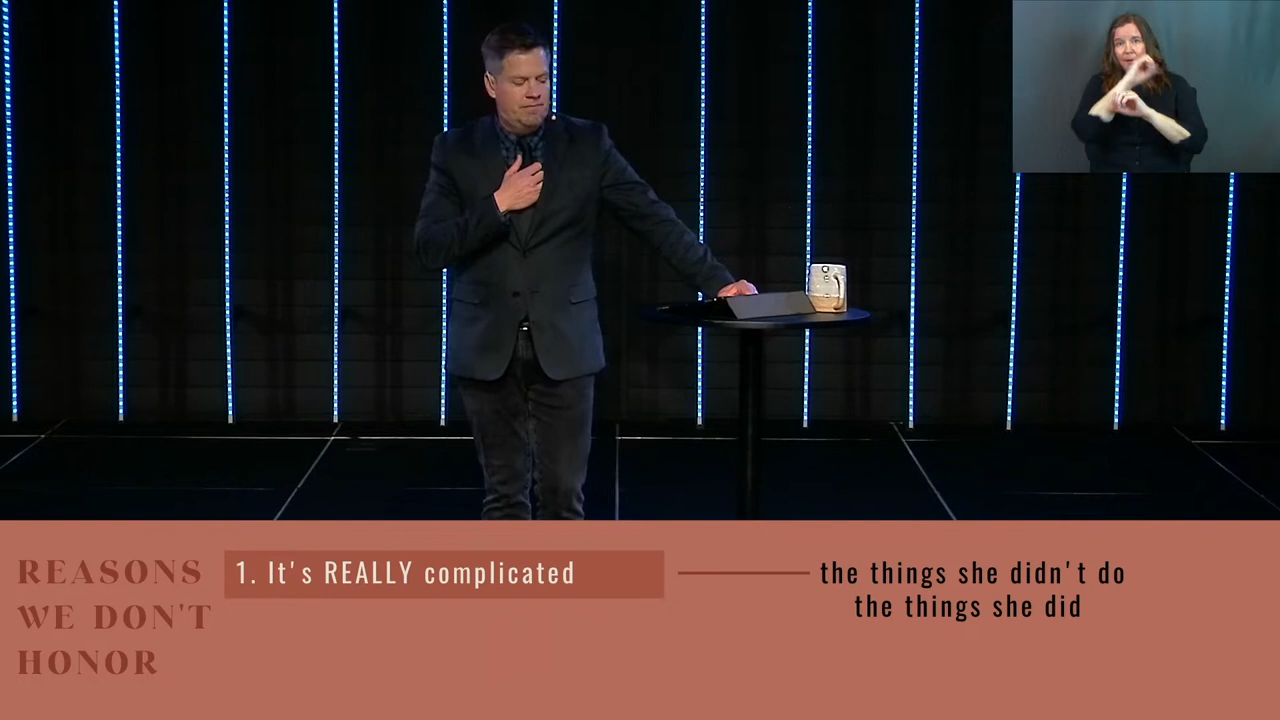 REASONS
WE DON'T
HONOR
1. It's REALLY complicated
the things she didn't do
the things she did